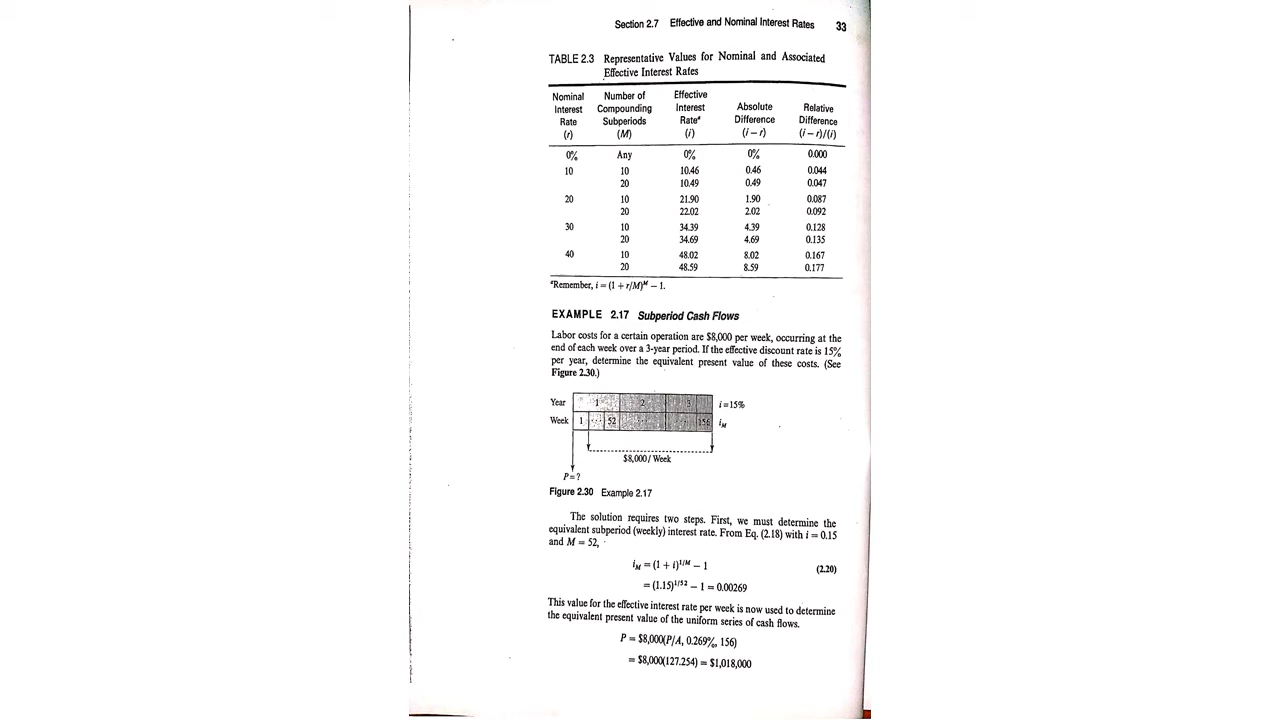 Section 2.7 Effective and Nominal Interest Rates 33
TABLE 2.3 Representative Values for Nominal and Associated
Effective Interest Rates
Nominal Number of Effective
Interest Compounding Interest Absolute Relative
Rate Subperiods Rateª Difference Difference
(r) (M) (i) (i − r) (i − r)/(i)
0% Any 0% 0% 0.000
10 10 10.46 0.46 0.044
20 10.49 0.49 0.047
20 10 21.90 1.90 0.087
20 22.02 2.02 0.092
30 10 34.39 4.39 0.128
20 34.69 4.69 0.135
40 10 48.02 8.02 0.167
20 48.59 8.59 0.177
ªRemember, i = (1 + r/M)ᴹ − 1.
EXAMPLE 2.17 Subperiod Cash Flows
Labor costs for a certain operation are $8,000 per week, occurring at the
end of each week over a 3-year period. If the effective discount rate is 15%
per year, determine the equivalent present value of these costs. (See
Figure 2.30.)
Year 1 2 3 i = 15%
Week 1 ... 52 ... 156 iM
$8,000/Week
P = ?
Figure 2.30 Example 2.17
The solution requires two steps. First, we must determine the
equivalent subperiod (weekly) interest rate. From Eq. (2.18) with i = 0.15
and M = 52,
iM = (1 + i)^1/M − 1 (2.20)
= (1.15)^1/52 − 1 = 0.00269
This value for the effective interest rate per week is now used to determine
the equivalent present value of the uniform series of cash flows.
P = $8,000(P/A, 0.269%, 156)
= $8,000(127.254) = $1,018,000